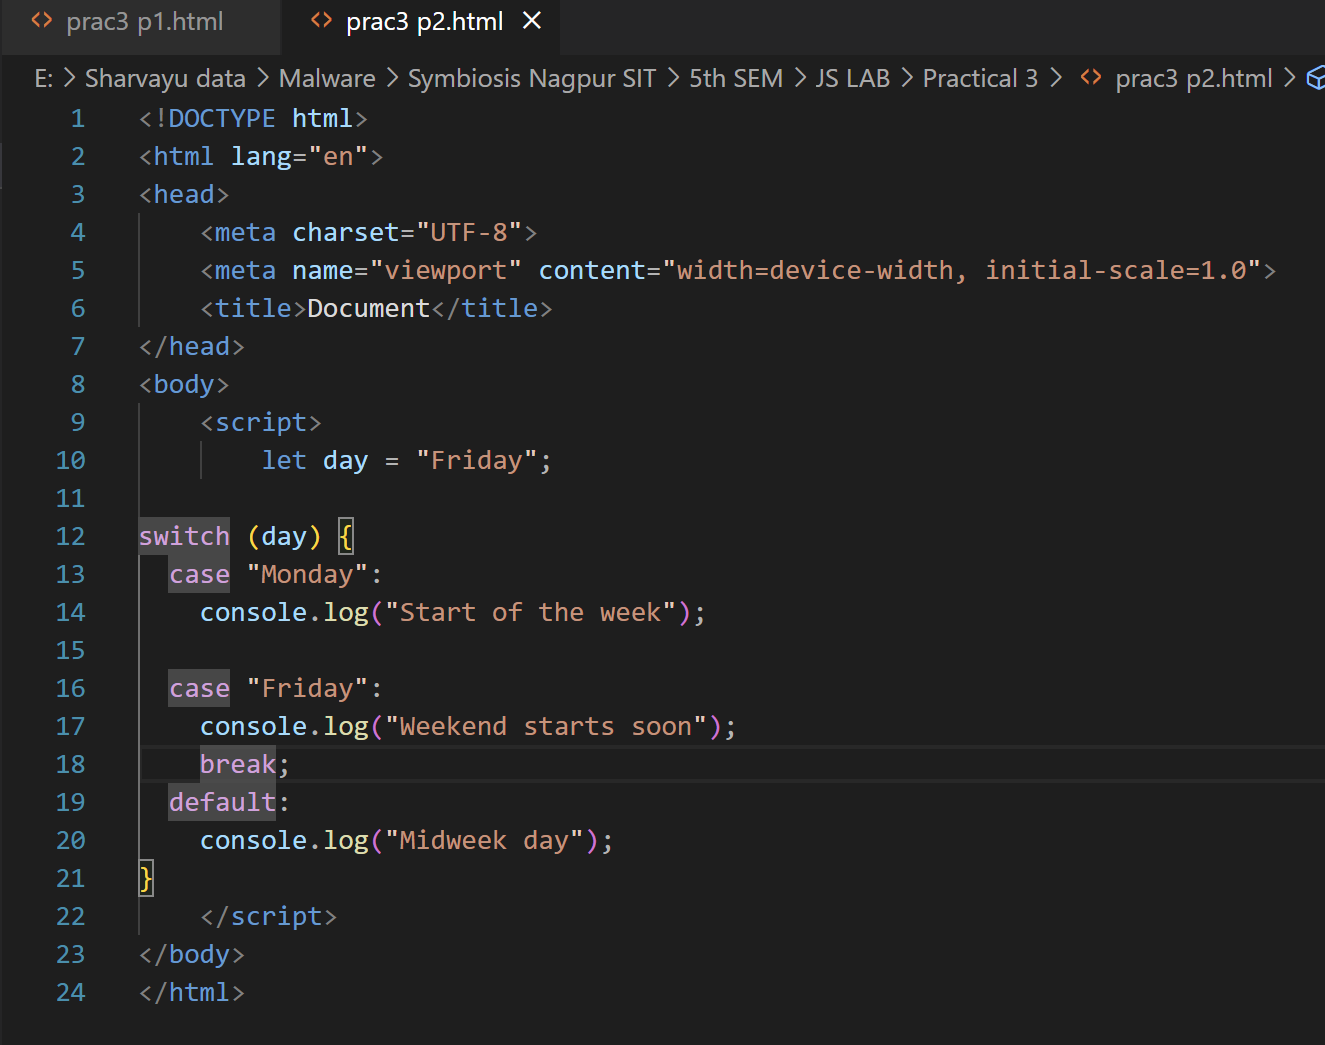 prac3 p1.html prac3 p2.html
E: > Sharvayu data > Malware > Symbiosis Nagpur SIT > 5th SEM > JS LAB > Practical 3 > prac3 p2.html >
1 <!DOCTYPE html>
2 <html lang="en">
3 <head>
4     <meta charset="UTF-8">
5     <meta name="viewport" content="width=device-width, initial-scale=1.0">
6     <title>Document</title>
7 </head>
8 <body>
9     <script>
10         let day = "Friday";
11
12 switch (day) {
13   case "Monday":
14     console.log("Start of the week");
15
16   case "Friday":
17     console.log("Weekend starts soon");
18     break;
19   default:
20     console.log("Midweek day");
21 }
22     </script>
23 </body>
24 </html>